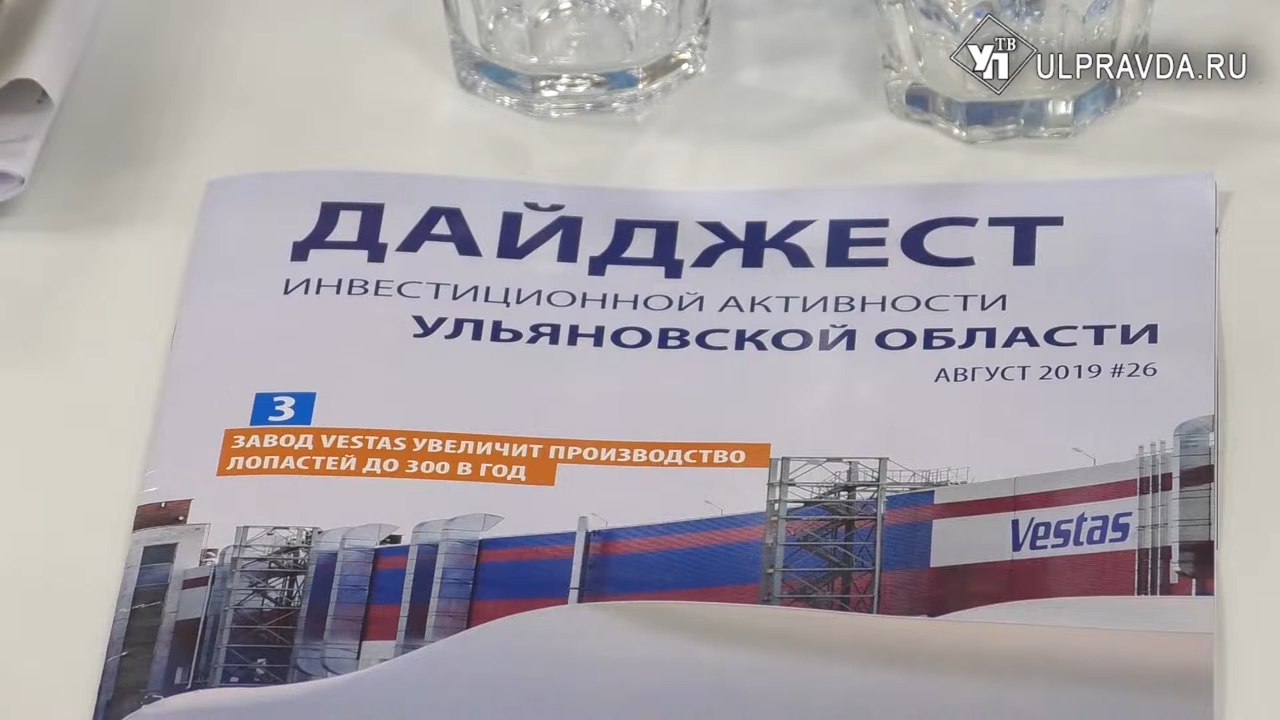 УП ТВ ULPRAVDA.RU
ДАЙДЖЕСТ
ИНВЕСТИЦИОННОЙ АКТИВНОСТИ
УЛЬЯНОВСКОЙ ОБЛАСТИ
АВГУСТ 2019 #26
3
ЗАВОД VESTAS УВЕЛИЧИТ ПРОИЗВОДСТВО
ЛОПАСТЕЙ ДО 300 В ГОД
Vestas